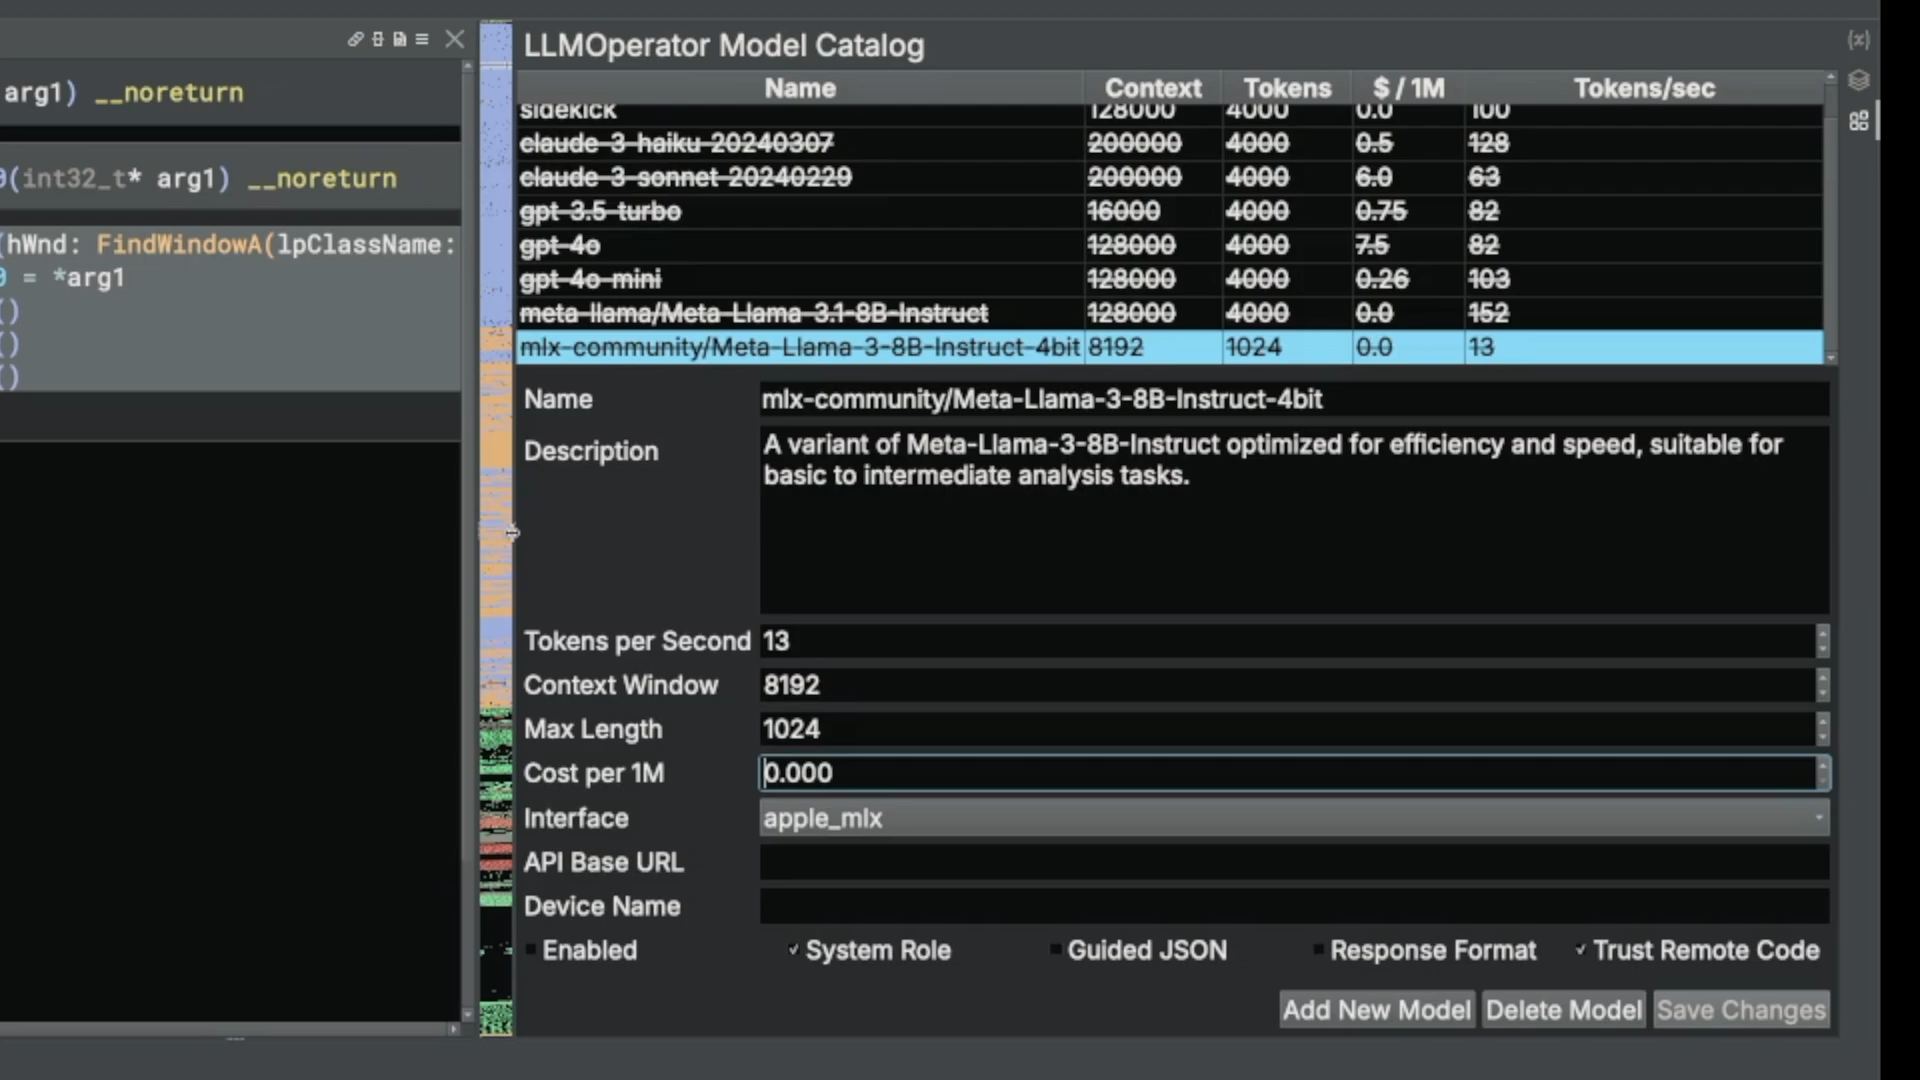 arg1) __noreturn
(int32_t* arg1) __noreturn
(hWnd: FindWindowA(lpClassName:
= *arg1
()
()
()
LLMOperator Model Catalog
Name Context Tokens $ / 1M Tokens/sec
sidekick 128000 4000 0.0 100
claude-3-haiku-20240307 200000 4000 0.5 128
claude-3-sonnet-20240229 200000 4000 6.0 63
gpt-3.5-turbo 16000 4000 0.75 82
gpt-4o 128000 4000 7.5 82
gpt-4o-mini 128000 4000 0.26 103
meta-llama/Meta-Llama-3.1-8B-Instruct 128000 4000 0.0 152
mlx-community/Meta-Llama-3-8B-Instruct-4bit 8192 1024 0.0 13
Name mlx-community/Meta-Llama-3-8B-Instruct-4bit
Description A variant of Meta-Llama-3-8B-Instruct optimized for efficiency and speed, suitable for
basic to intermediate analysis tasks.
Tokens per Second 13
Context Window 8192
Max Length 1024
Cost per 1M 0.000
Interface apple_mlx
API Base URL
Device Name
Enabled System Role Guided JSON Response Format Trust Remote Code
Add New Model Delete Model Save Changes
{x}